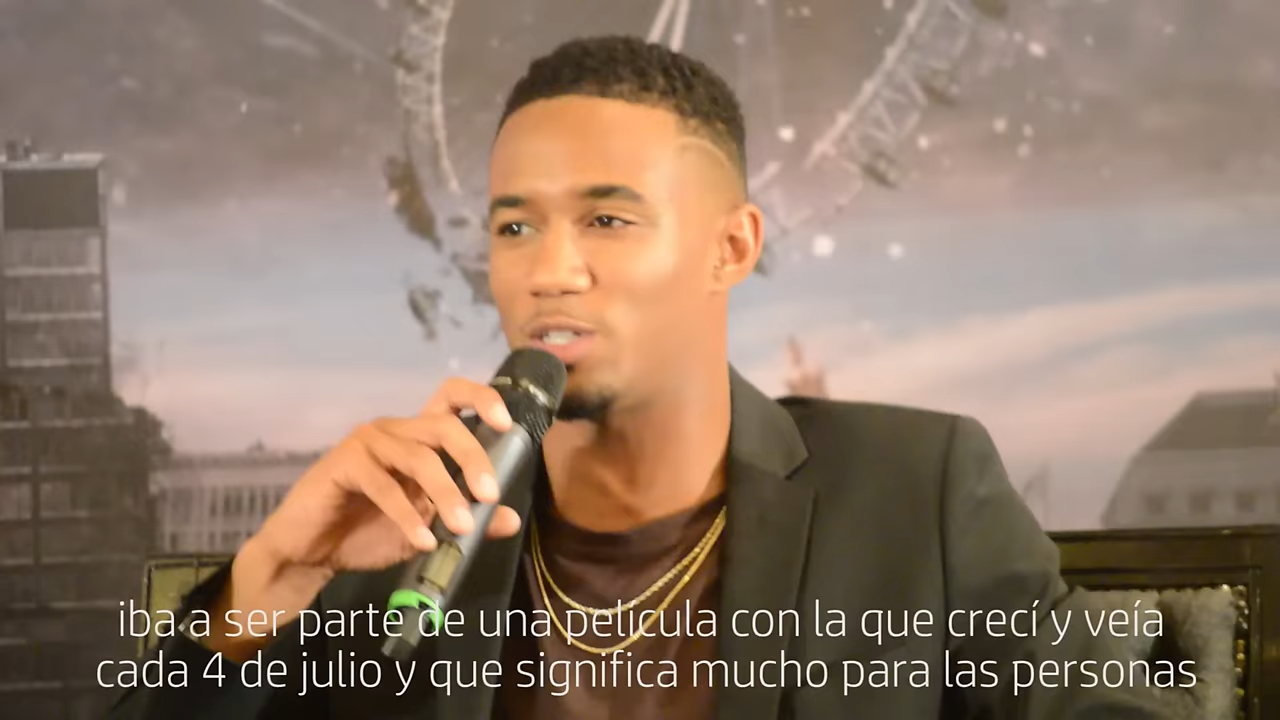 iba a ser parte de una película con la que crecí y veía
cada 4 de julio y que significa mucho para las personas